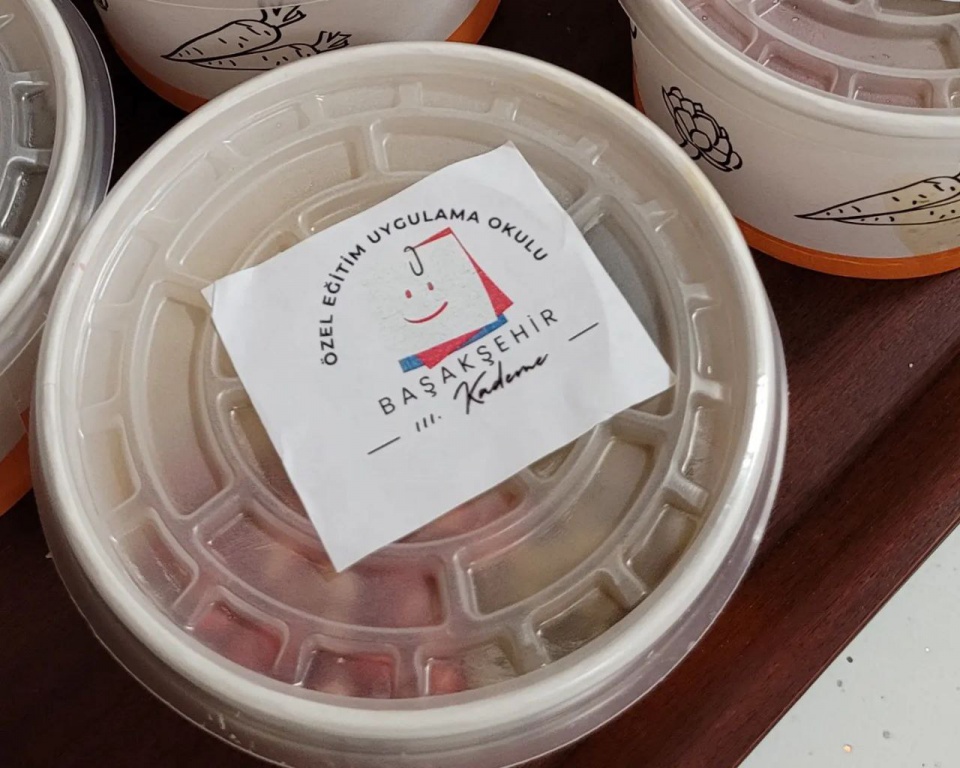 ÖZEL EĞİTİM UYGULAMA OKULU
BAŞAKŞEHİR
III. Kademe